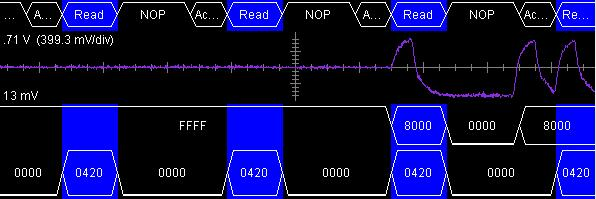 ... A... Read NOP Ac... Read NOP A... Read NOP Ac... Re...
.71 V (399.3 mV/div)
13 mV
FFFF 8000 0000 8000
0000 0420 0000 0420 0000 0420 0000 0420